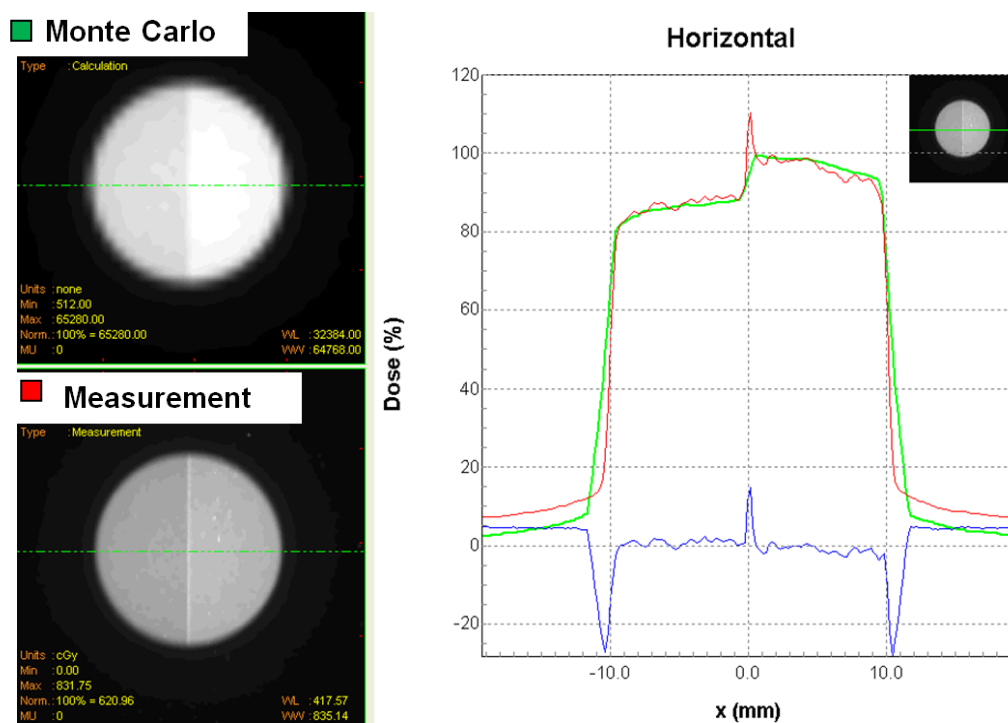 Monte Carlo
Type : Calculation
Units : none
Min : 512.00
Max : 65280.00
Norm. : 100% = 65280.00
MU : 0
WL : 32384.00
WW : 64768.00
Measurement
Type : Measurement
Units : cGy
Min : 0.00
Max : 831.75
Norm. : 100% = 620.96
MU : 0
WL : 417.57
WW : 835.14
Horizontal
Dose (%)
120
100
80
60
40
20
0
-20
-10.0
0.0
10.0
x (mm)